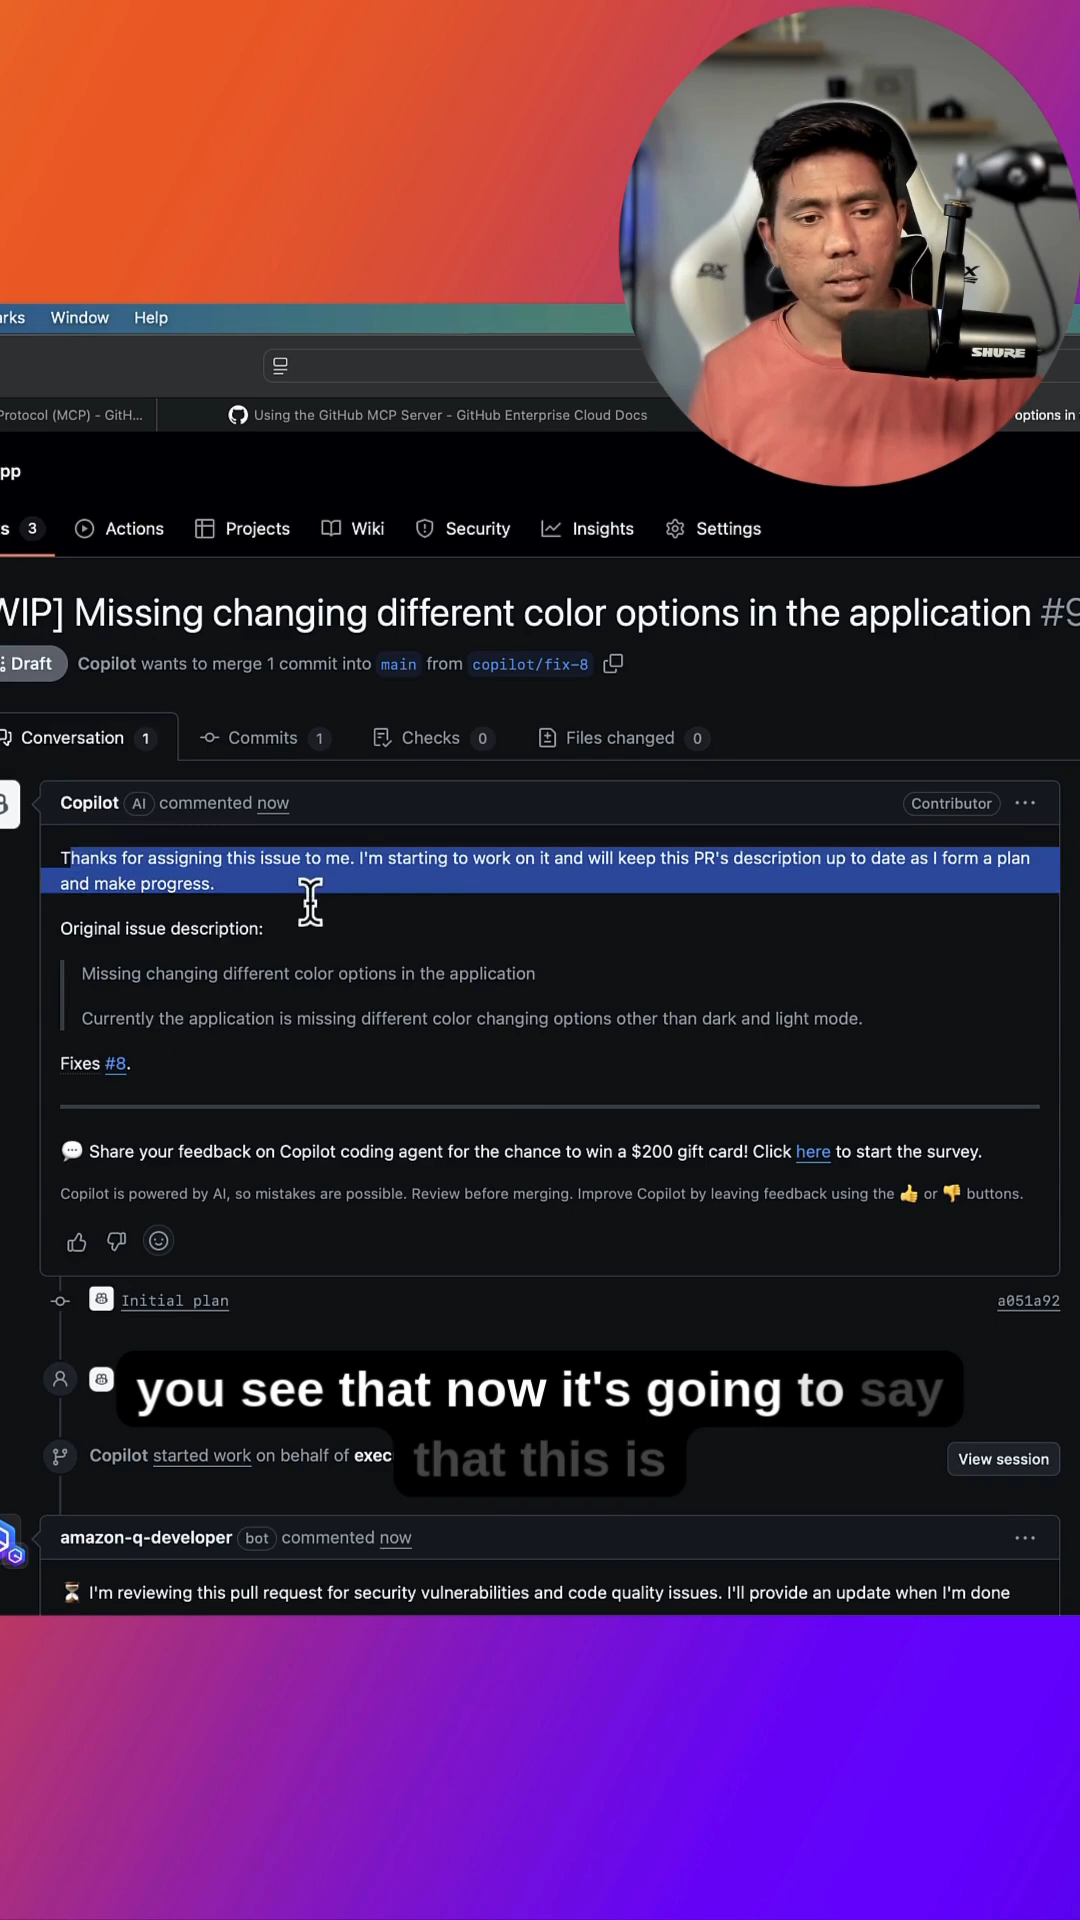 DX
SHURE
arks Window Help
Protocol (MCP) - GitH... Using the GitHub MCP Server - GitHub Enterprise Cloud Docs options in
pp
s 3 Actions Projects Wiki Security Insights Settings
WIP] Missing changing different color options in the application #9
Draft Copilot wants to merge 1 commit into main from copilot/fix-8
Conversation 1 Commits 1 Checks 0 Files changed 0
Copilot AI commented now Contributor ...
Thanks for assigning this issue to me. I'm starting to work on it and will keep this PR's description up to date as I form a plan
and make progress.
Original issue description:
Missing changing different color options in the application
Currently the application is missing different color changing options other than dark and light mode.
Fixes #8.
💬 Share your feedback on Copilot coding agent for the chance to win a $200 gift card! Click here to start the survey.
Copilot is powered by AI, so mistakes are possible. Review before merging. Improve Copilot by leaving feedback using the 👍 or 👎 buttons.
Initial plan a051a92
you see that now it's going to say
that this is
Copilot started work on behalf of exec View session
amazon-q-developer bot commented now ...
⏳ I'm reviewing this pull request for security vulnerabilities and code quality issues. I'll provide an update when I'm done